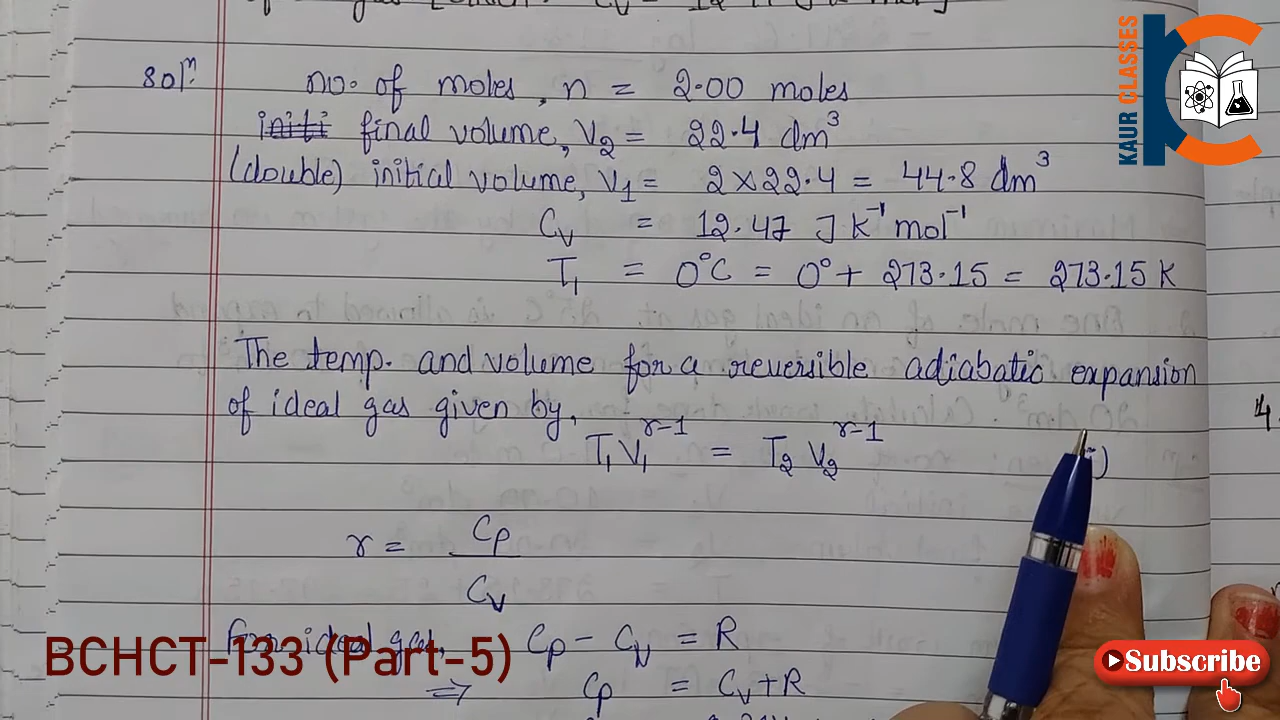 KAUR CLASSES
Solⁿ.
no. of moles, n = 2.00 moles
final volume, V₂ = 22.4 dm³
(double) initial volume, V₁ = 2×22.4 = 44.8 dm³
Cᵥ = 12.47 J K⁻¹ mol⁻¹
T₁ = 0°C = 0° + 273.15 = 273.15 K
The temp. and volume for a reversible adiabatic expansion
of ideal gas given by,
T₁V₁^(r-1) = T₂V₂^(r-1)
r = Cp / Cᵥ
For ideal gas, Cp - Cᵥ = R
⇒ Cp = Cᵥ + R
BCHCT-133 (Part-5)
Subscribe